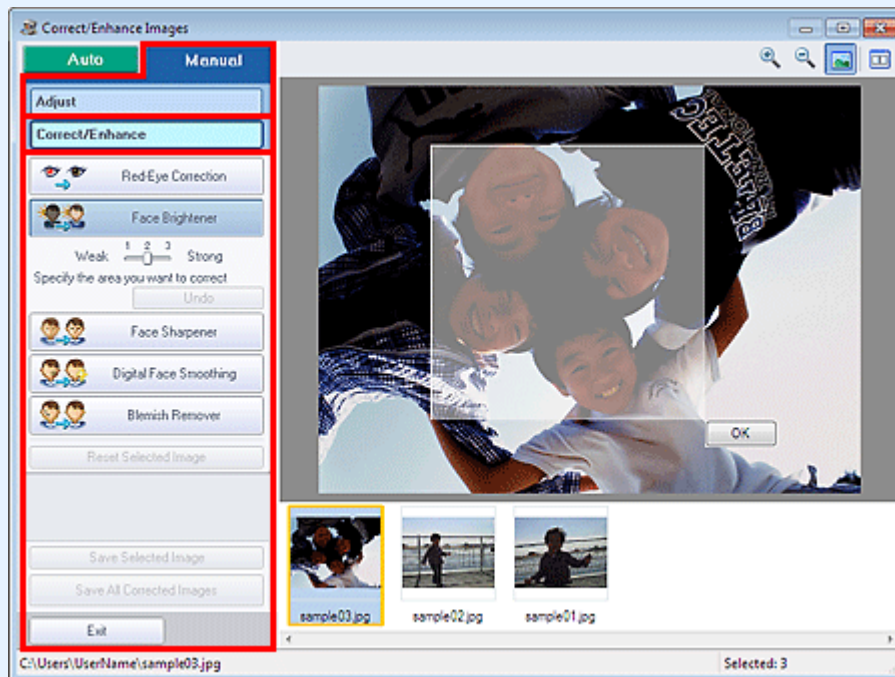 Correct/Enhance Images
Auto
Manual
Adjust
Correct/Enhance
Red-Eye Correction
Face Brightener
1 2 3
Weak Strong
Specify the area you want to correct
Undo
Face Sharpener
Digital Face Smoothing
Blemish Remover
Reset Selected Image
Save Selected Image
Save All Corrected Images
Exit
OK
sample03.jpg
sample02.jpg
sample01.jpg
C:\Users\UserName\sample03.jpg
Selected: 3